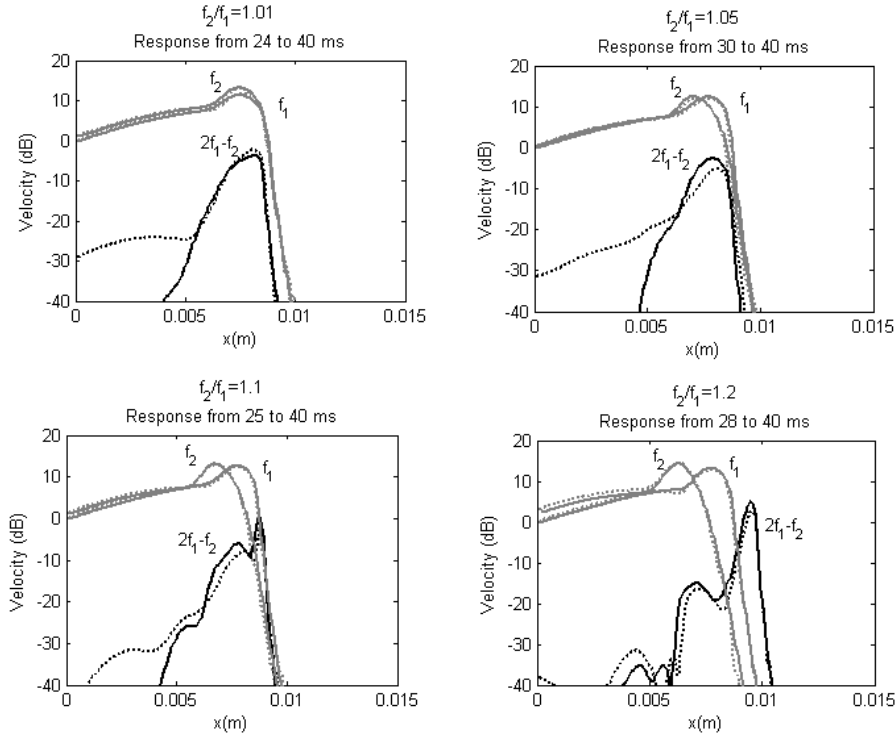 f2/f1=1.01
Response from 24 to 40 ms
20
10
0
-10
-20
-30
-40
Velocity (dB)
f2
f1
2f1-f2
0
0.005
0.01
0.015
x(m)
f2/f1=1.05
Response from 30 to 40 ms
20
10
0
-10
-20
-30
-40
Velocity (dB)
f2
f1
2f1-f2
0
0.005
0.01
0.015
x(m)
f2/f1=1.1
Response from 25 to 40 ms
20
10
0
-10
-20
-30
-40
Velocity (dB)
f2
f1
2f1-f2
0
0.005
0.01
0.015
x(m)
f2/f1=1.2
Response from 28 to 40 ms
20
10
0
-10
-20
-30
-40
Velocity (dB)
f2
f1
2f1-f2
0
0.005
0.01
0.015
x(m)